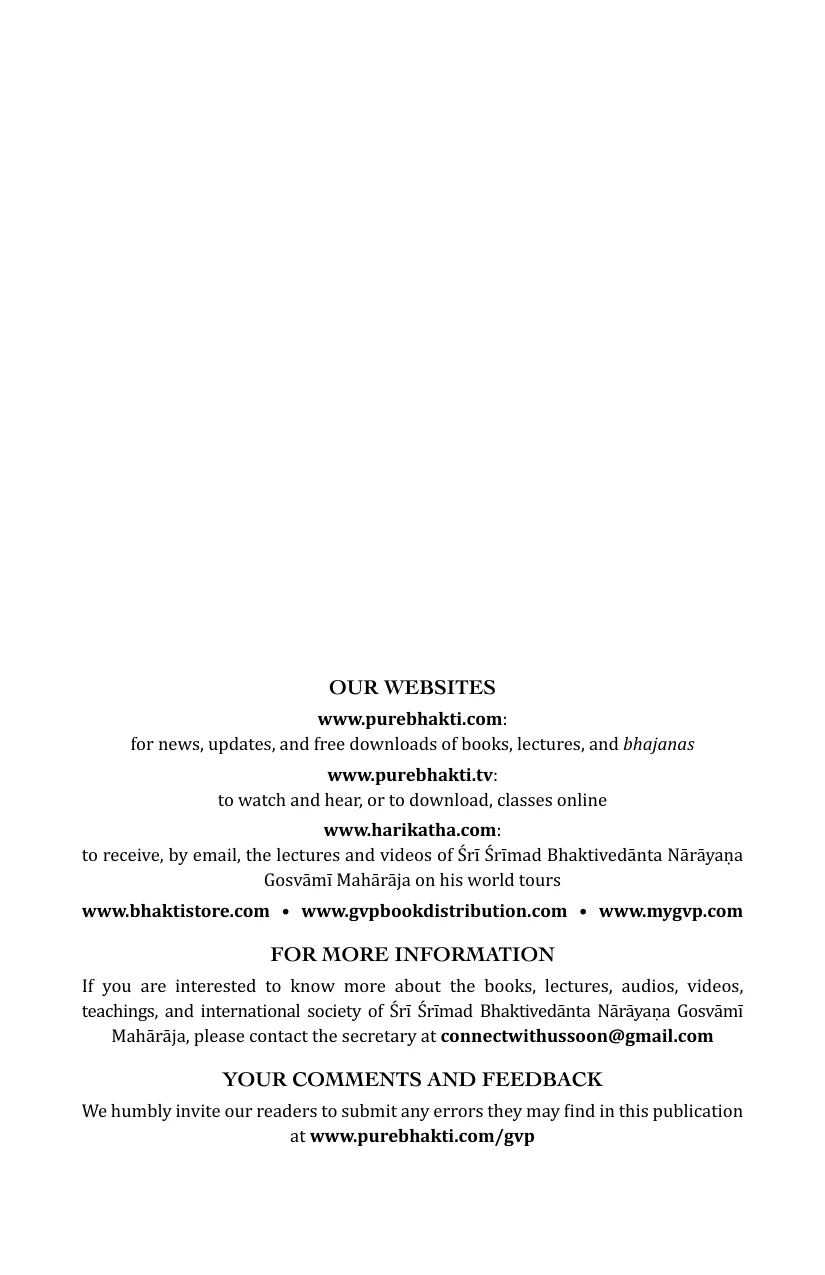 OUR WEBSITES
www.purebhakti.com:
for news, updates, and free downloads of books, lectures, and bhajanas
www.purebhakti.tv:
to watch and hear, or to download, classes online
www.harikatha.com:
to receive, by email, the lectures and videos of Śrī Śrīmad Bhaktivedānta Nārāyaṇa
Gosvāmī Mahārāja on his world tours
www.bhaktistore.com • www.gvpbookdistribution.com • www.mygvp.com
FOR MORE INFORMATION
If you are interested to know more about the books, lectures, audios, videos,
teachings, and international society of Śrī Śrīmad Bhaktivedānta Nārāyaṇa Gosvāmī
Mahārāja, please contact the secretary at connectwithussoon@gmail.com
YOUR COMMENTS AND FEEDBACK
We humbly invite our readers to submit any errors they may find in this publication
at www.purebhakti.com/gvp